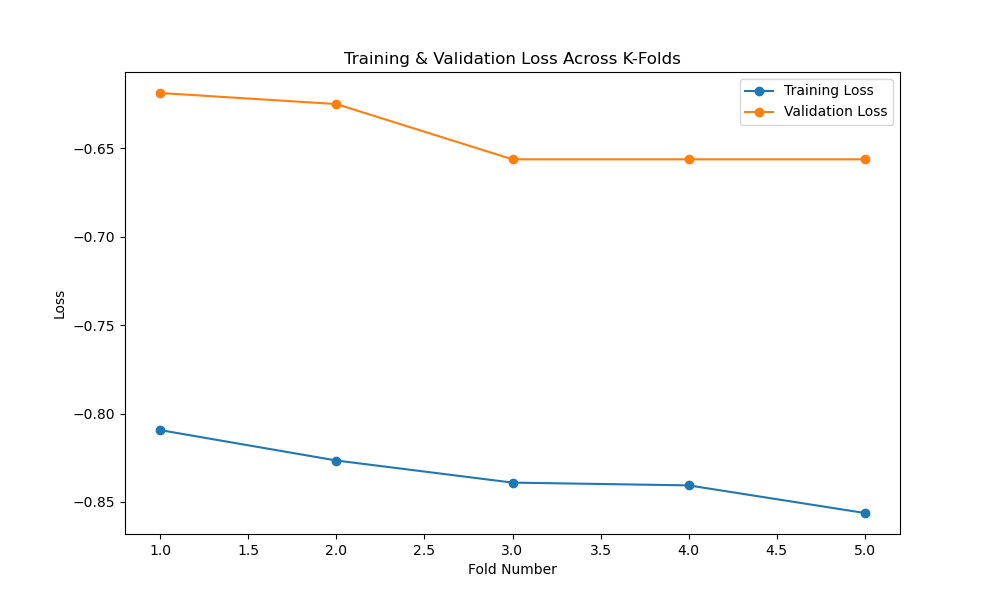 Training & Validation Loss Across K-Folds
Training Loss
Validation Loss
Loss
−0.65
−0.70
−0.75
−0.80
−0.85
1.0 1.5 2.0 2.5 3.0 3.5 4.0 4.5 5.0
Fold Number